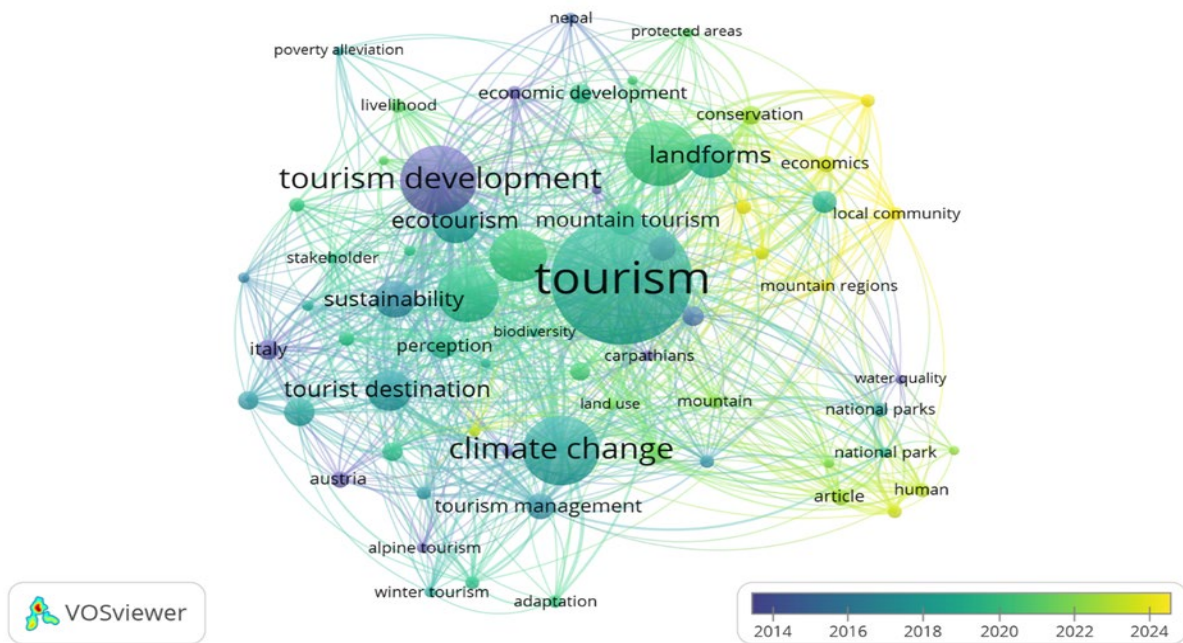 nepal
protected areas
poverty alleviation
economic development
livelihood
conservation
landforms
economics
tourism development
ecotourism
mountain tourism
local community
stakeholder
tourism
mountain regions
sustainability
biodiversity
italy
perception
carpathians
water quality
tourist destination
land use
mountain
national parks
climate change
national park
austria
article
human
tourism management
alpine tourism
winter tourism
adaptation
VOSviewer
2014 2016 2018 2020 2022 2024